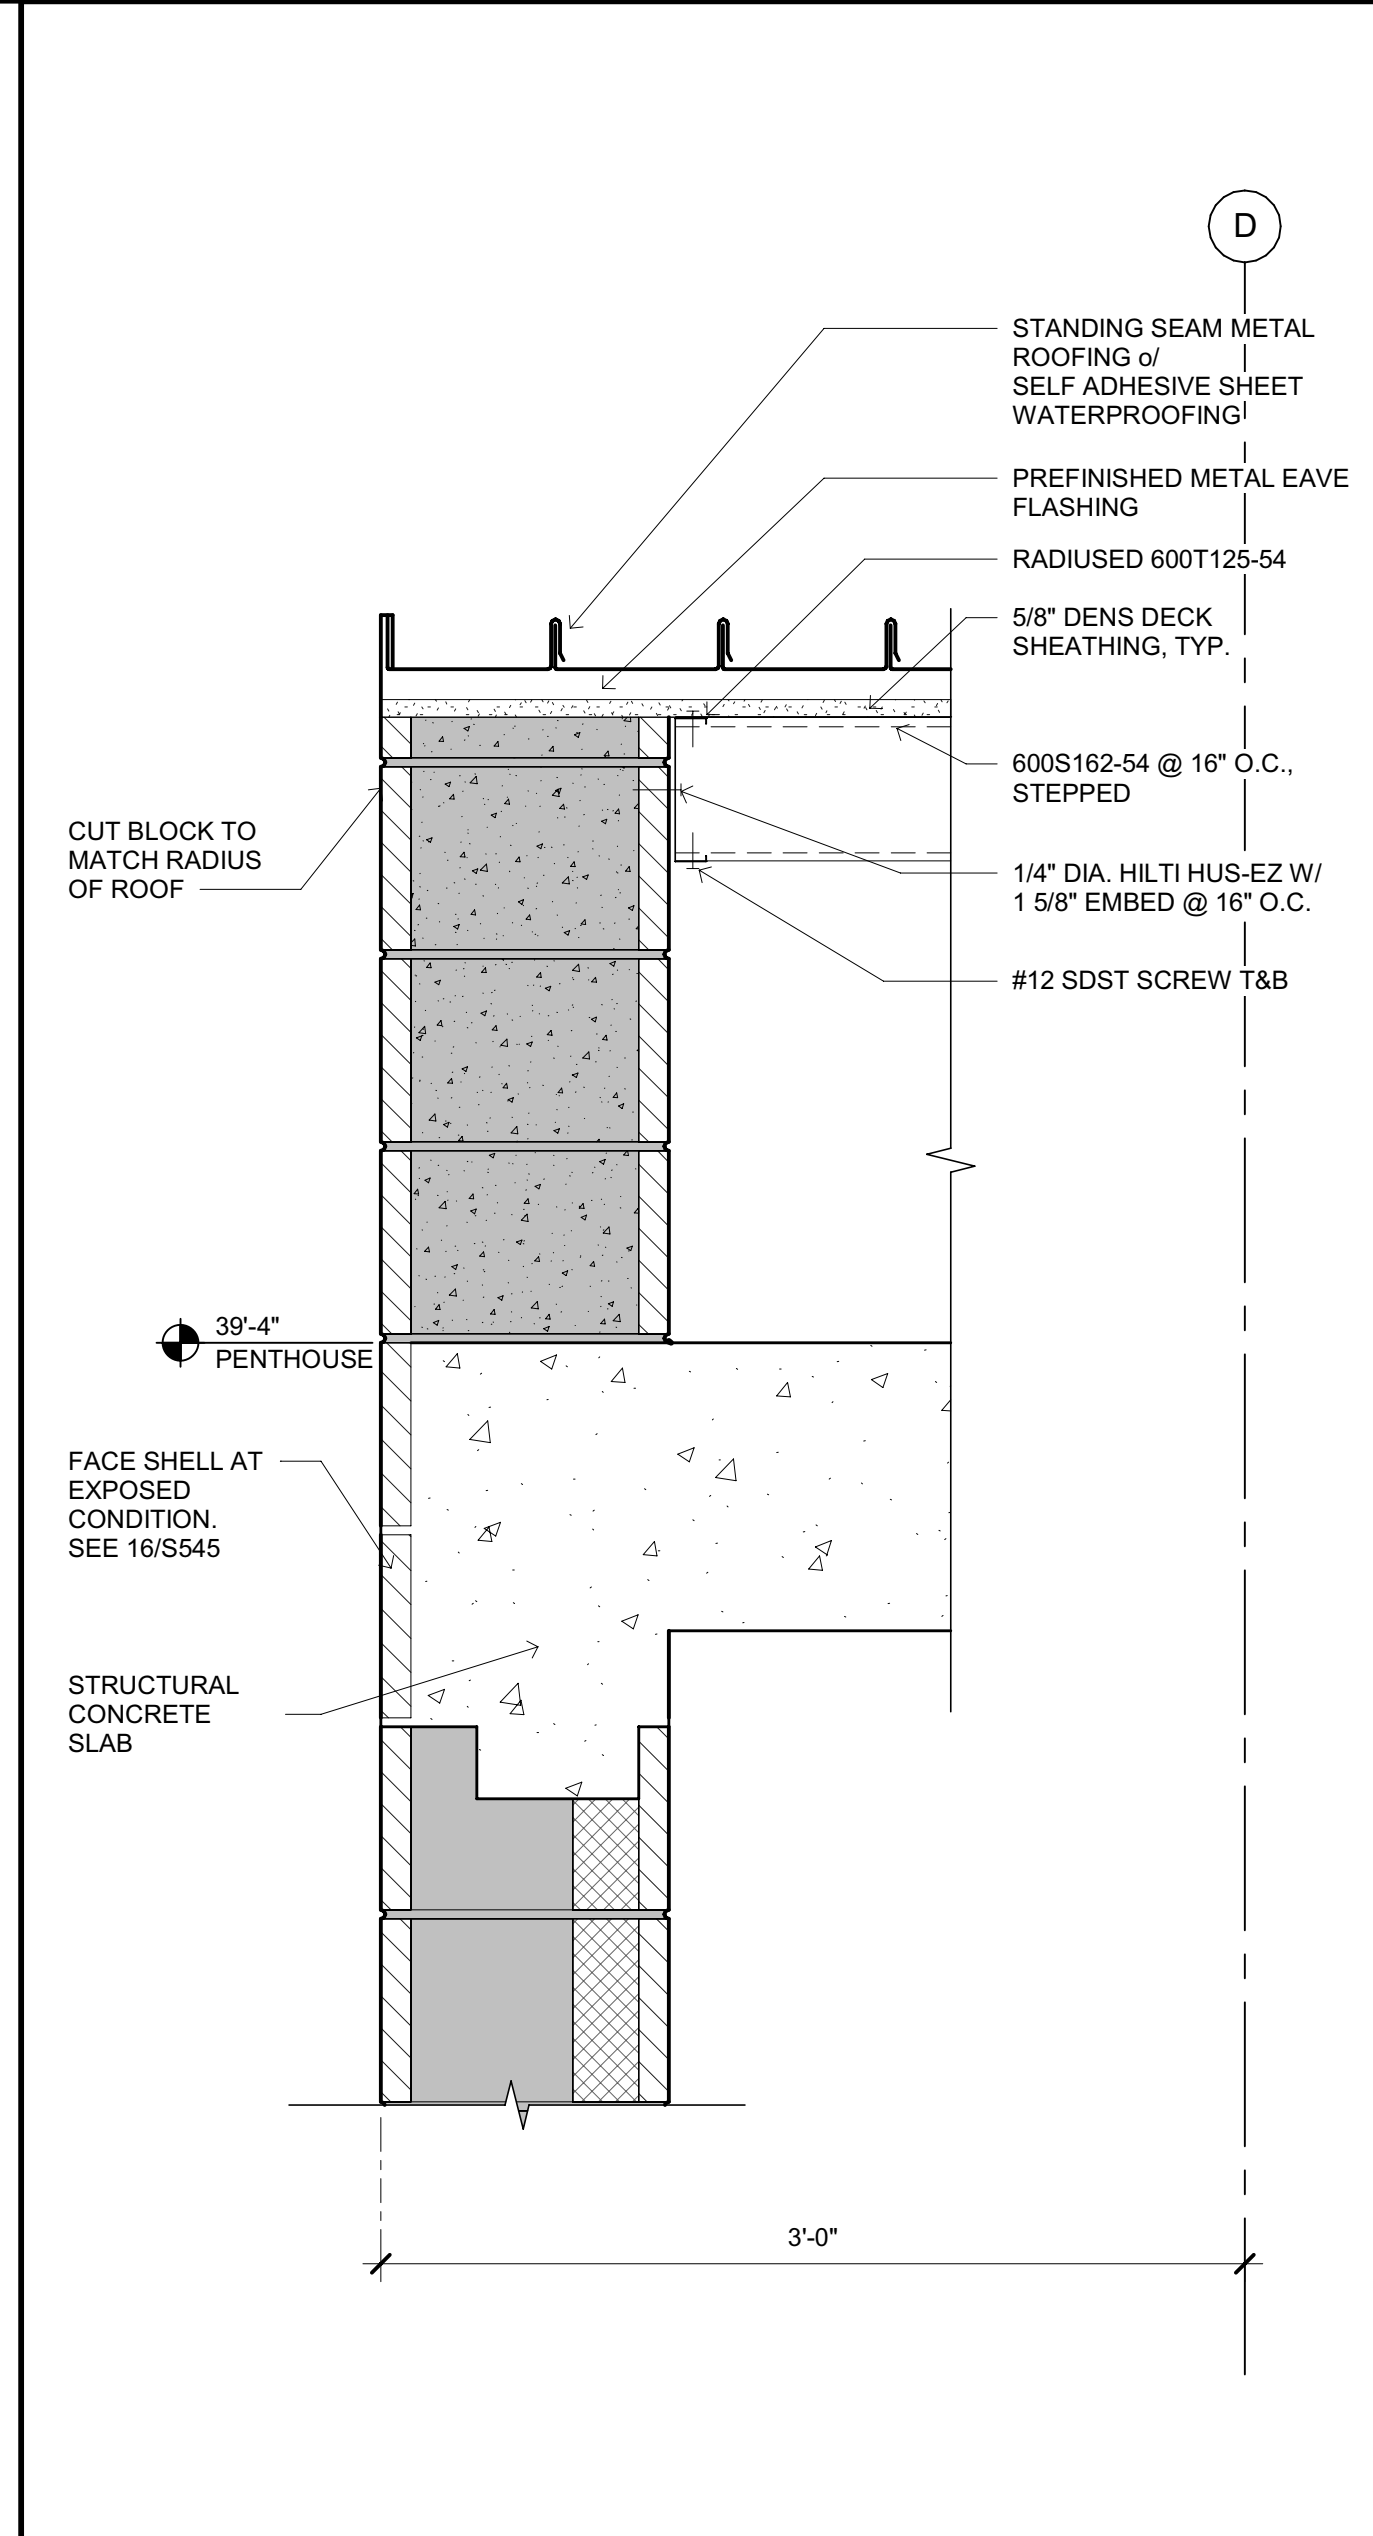 D
STANDING SEAM METAL
ROOFING o/
SELF ADHESIVE SHEET
WATERPROOFING
PREFINISHED METAL EAVE
FLASHING
RADIUSED 600T125-54
5/8" DENS DECK
SHEATHING, TYP.
600S162-54 @ 16" O.C.,
STEPPED
CUT BLOCK TO
MATCH RADIUS
OF ROOF
1/4" DIA. HILTI HUS-EZ W/
1 5/8" EMBED @ 16" O.C.
#12 SDST SCREW T&B
39'-4"
PENTHOUSE
FACE SHELL AT
EXPOSED
CONDITION.
SEE 16/S545
STRUCTURAL
CONCRETE
SLAB
3'-0"